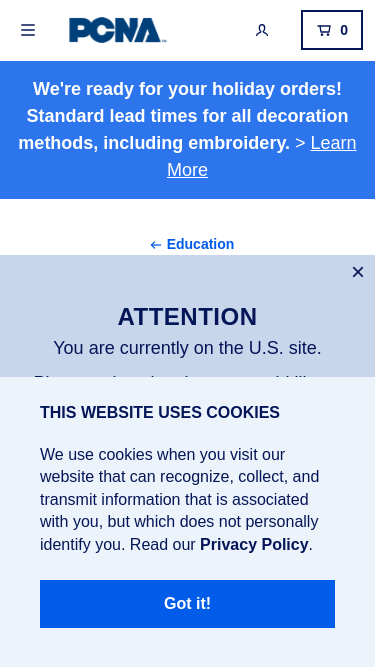 PCNA
0
We're ready for your holiday orders!
Standard lead times for all decoration
methods, including embroidery. > Learn
More
← Education
ATTENTION
You are currently on the U.S. site.
THIS WEBSITE USES COOKIES
We use cookies when you visit our
website that can recognize, collect, and
transmit information that is associated
with you, but which does not personally
identify you. Read our Privacy Policy.
Got it!